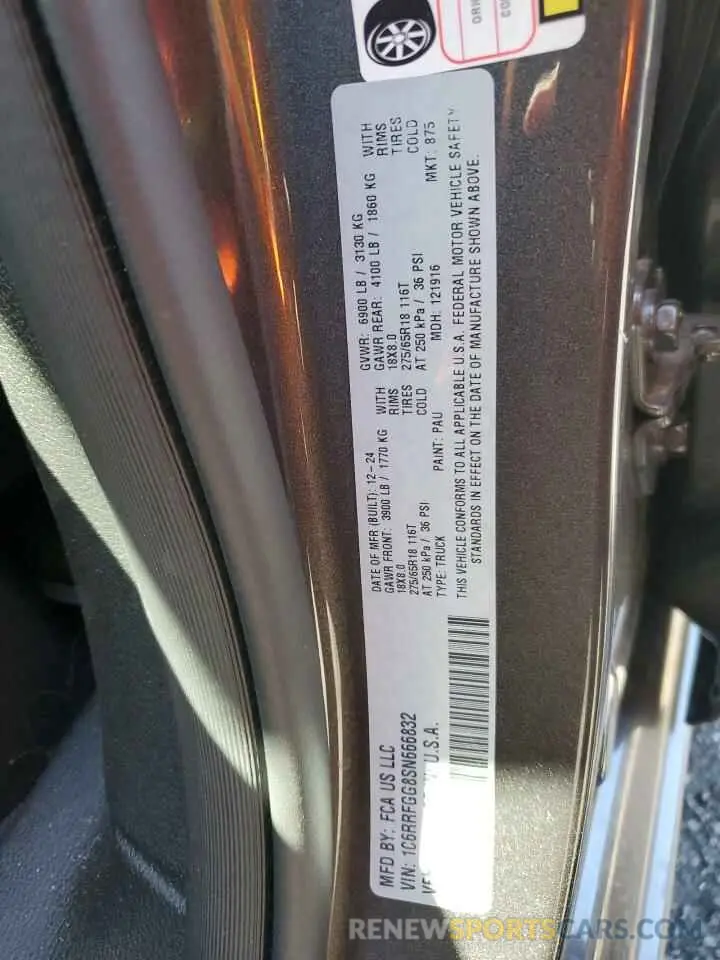 MFD BY: FCA US LLC
DATE OF MFR (BUILT): 12-24
GVWR: 6900 LB / 3130 KG
GAWR FRONT: 3900 LB / 1770 KG WITH
GAWR REAR: 4100 LB / 1860 KG WITH
18X8.0 RIMS
18X8.0 RIMS
275/65R18 116T TIRES
275/65R18 116T TIRES
AT 250 kPa / 36 PSI COLD
AT 250 kPa / 36 PSI COLD
VIN: 1C6RRFGG8SN666832
TYPE: TRUCK PAINT: PAU MDH: 121916 MKT: 875
U.S.A.
THIS VEHICLE CONFORMS TO ALL APPLICABLE U.S.A. FEDERAL MOTOR VEHICLE SAFETY
STANDARDS IN EFFECT ON THE DATE OF MANUFACTURE SHOWN ABOVE.
RENEWSPORTSCARS.COM